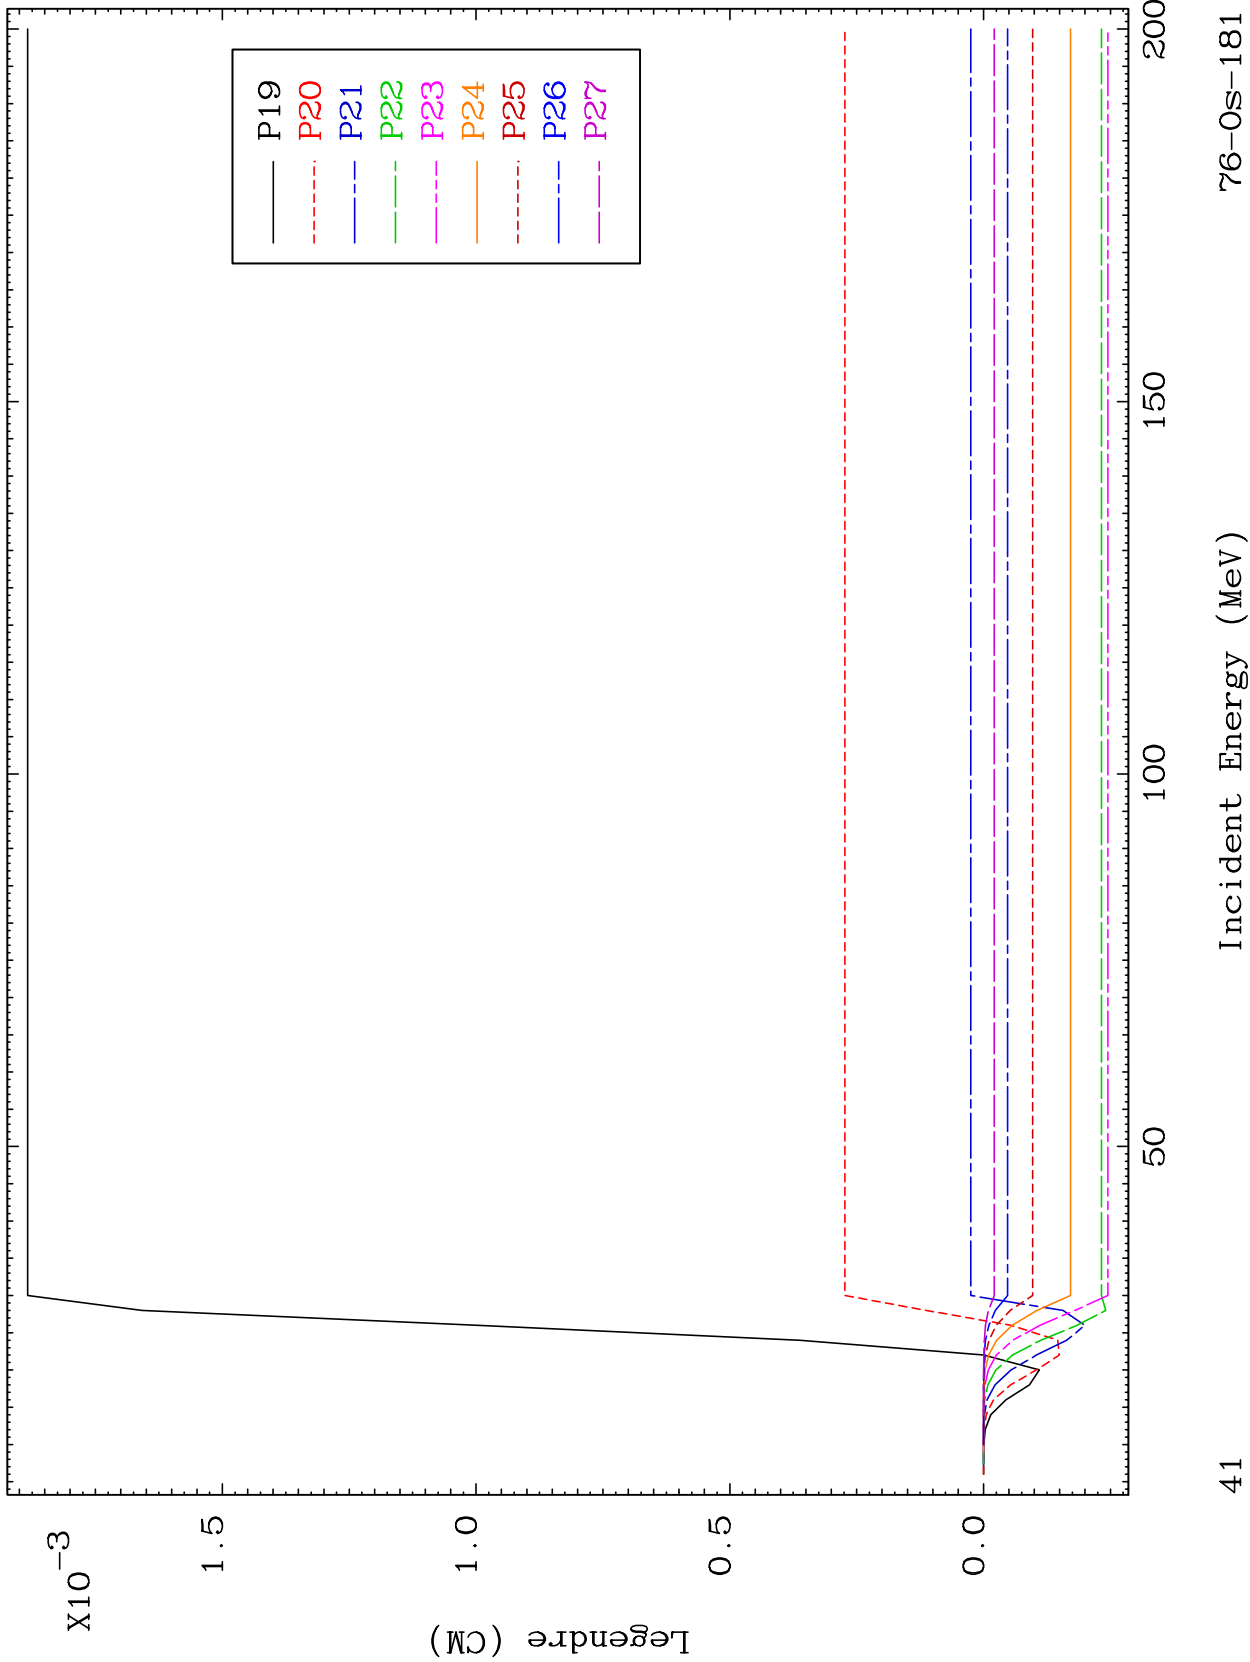 X10-3
1.5
1.0
0.5
0.0
Legendre (CM)
P19
P20
P21
P22
P23
P24
P25
P26
P27
50
100
150
200
Incident Energy (MeV)
41
76-Os-181